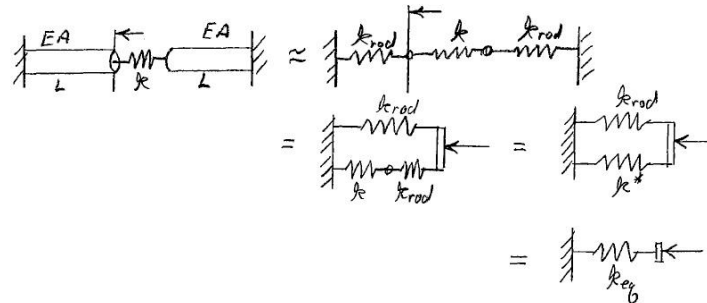 EA EA
k
L L
≈
k_rod k k_rod
=
k_rod
k k_rod
=
k_rod
k*
=
k_eq